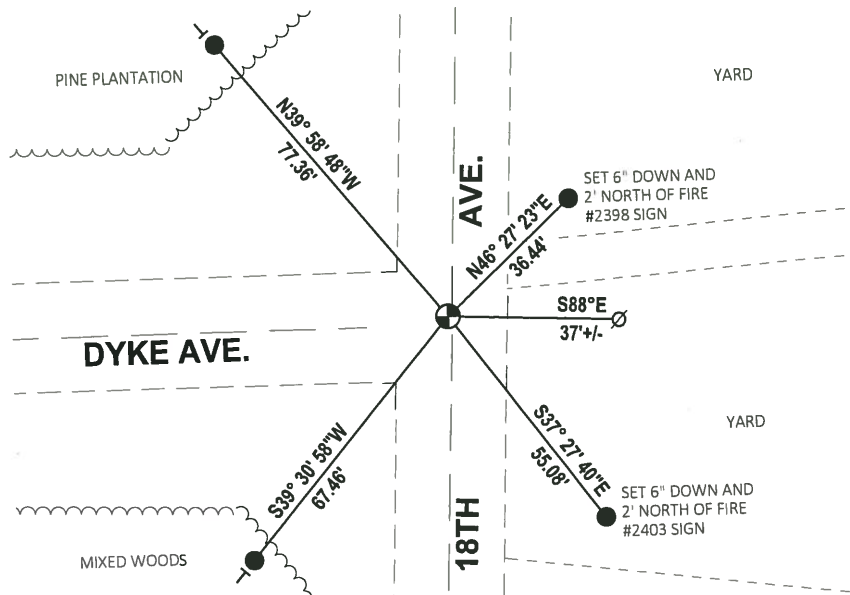 PINE PLANTATION
YARD
N39° 58' 48"W
77.36'
AVE.
SET 6" DOWN AND
2' NORTH OF FIRE
#2398 SIGN
N46° 27' 23"E
36.44'
S88°E
37'+/-
DYKE AVE.
S37° 27' 40"E
55.08'
YARD
S39° 30' 58"W
67.46'
SET 6" DOWN AND
2' NORTH OF FIRE
#2403 SIGN
18TH
MIXED WOODS